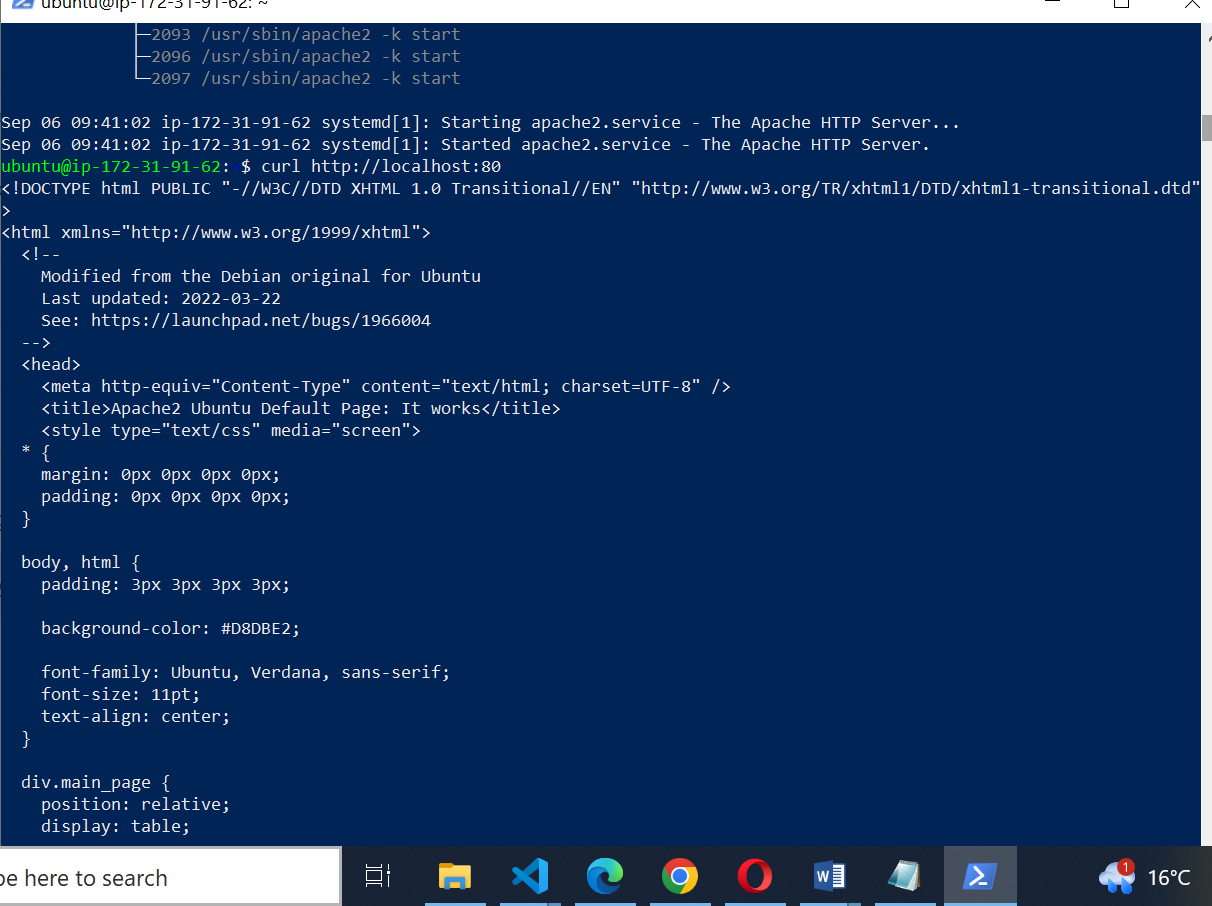 ubuntu@ip-172-31-91-62: ~
├─2093 /usr/sbin/apache2 -k start
├─2096 /usr/sbin/apache2 -k start
└─2097 /usr/sbin/apache2 -k start
Sep 06 09:41:02 ip-172-31-91-62 systemd[1]: Starting apache2.service - The Apache HTTP Server...
Sep 06 09:41:02 ip-172-31-91-62 systemd[1]: Started apache2.service - The Apache HTTP Server.
ubuntu@ip-172-31-91-62:~$ curl http://localhost:80
<!DOCTYPE html PUBLIC "-//W3C//DTD XHTML 1.0 Transitional//EN" "http://www.w3.org/TR/xhtml1/DTD/xhtml1-transitional.dtd"
>
<html xmlns="http://www.w3.org/1999/xhtml">
  <!--
    Modified from the Debian original for Ubuntu
    Last updated: 2022-03-22
    See: https://launchpad.net/bugs/1966004
  -->
  <head>
    <meta http-equiv="Content-Type" content="text/html; charset=UTF-8" />
    <title>Apache2 Ubuntu Default Page: It works</title>
    <style type="text/css" media="screen">
  * {
    margin: 0px 0px 0px 0px;
    padding: 0px 0px 0px 0px;
  }
  body, html {
    padding: 3px 3px 3px 3px;
    background-color: #D8DBE2;
    font-family: Ubuntu, Verdana, sans-serif;
    font-size: 11pt;
    text-align: center;
  }
  div.main_page {
    position: relative;
    display: table;
pe here to search
W
1
16°C